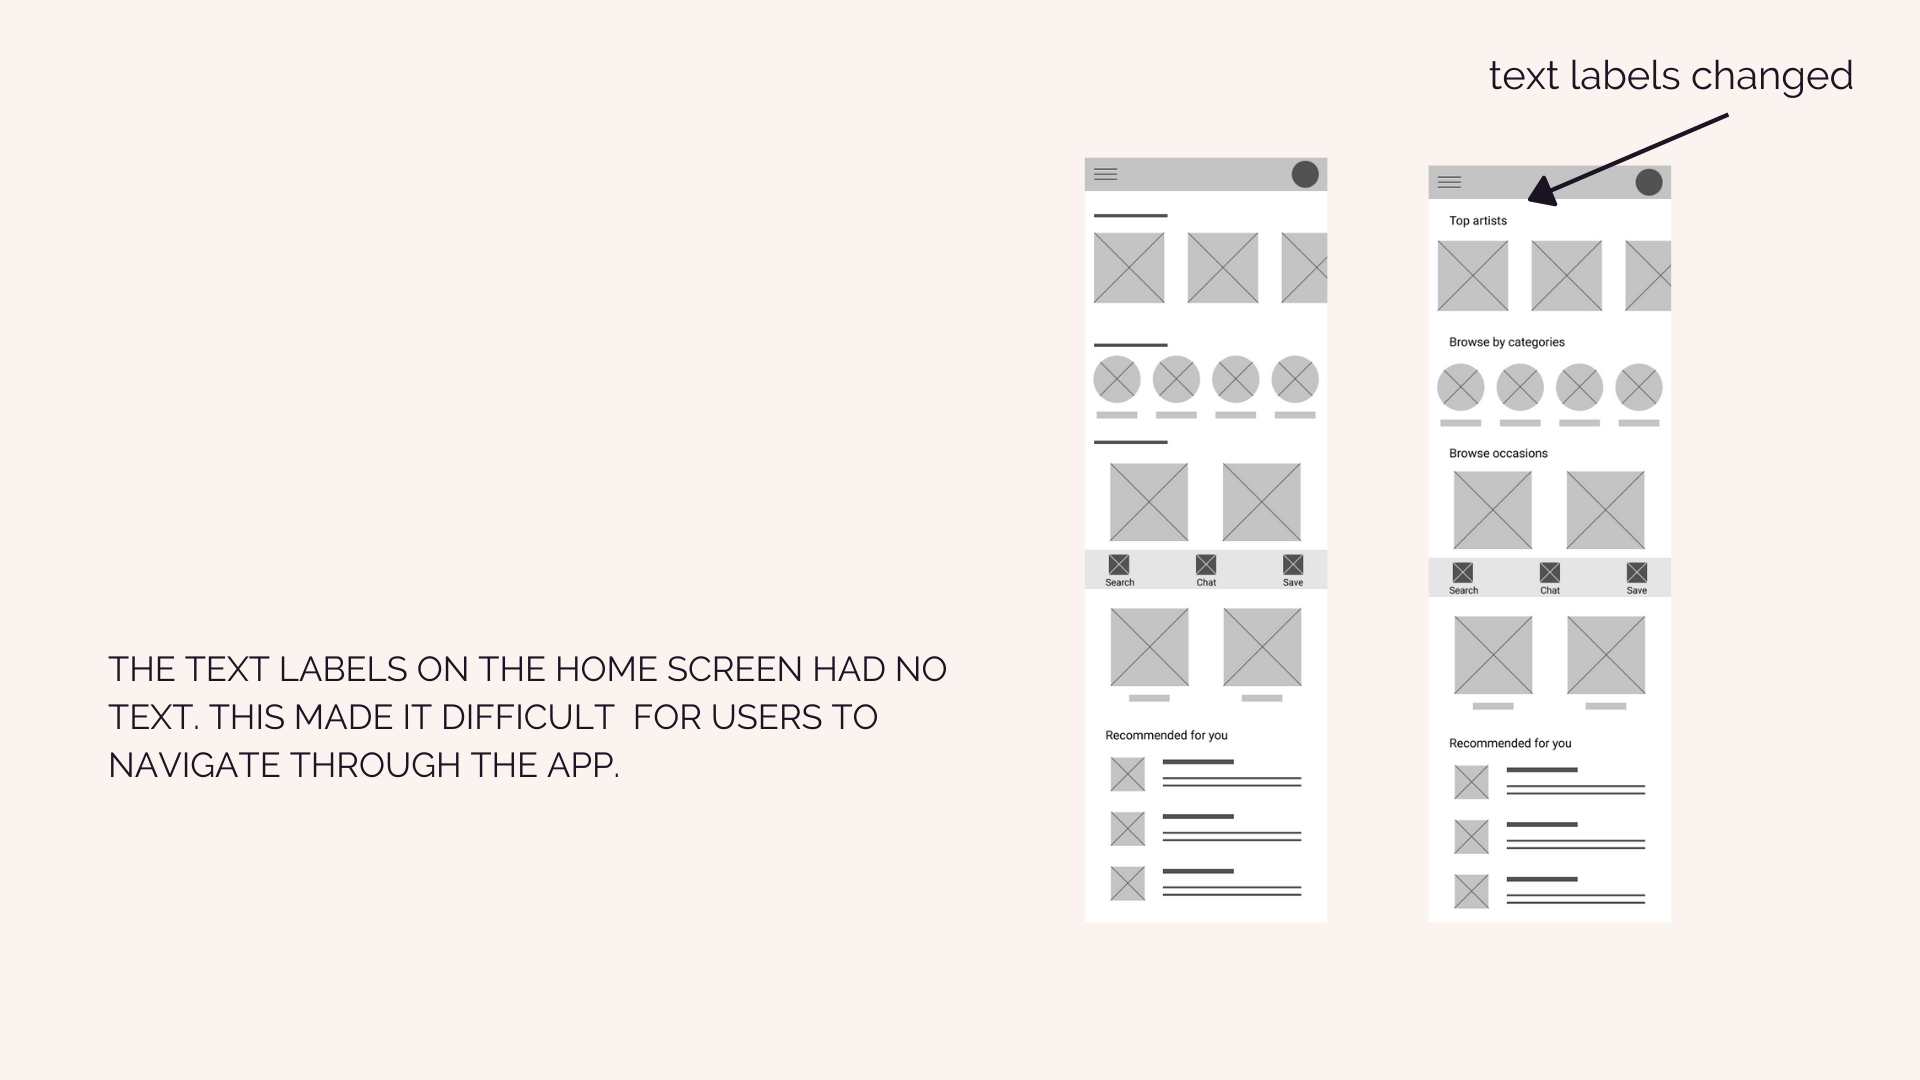 text labels changed
THE TEXT LABELS ON THE HOME SCREEN HAD NO
TEXT. THIS MADE IT DIFFICULT  FOR USERS TO
NAVIGATE THROUGH THE APP.
Search Chat Save
Recommended for you
Top artists
Browse by categories
Browse occasions
Search Chat Save
Recommended for you